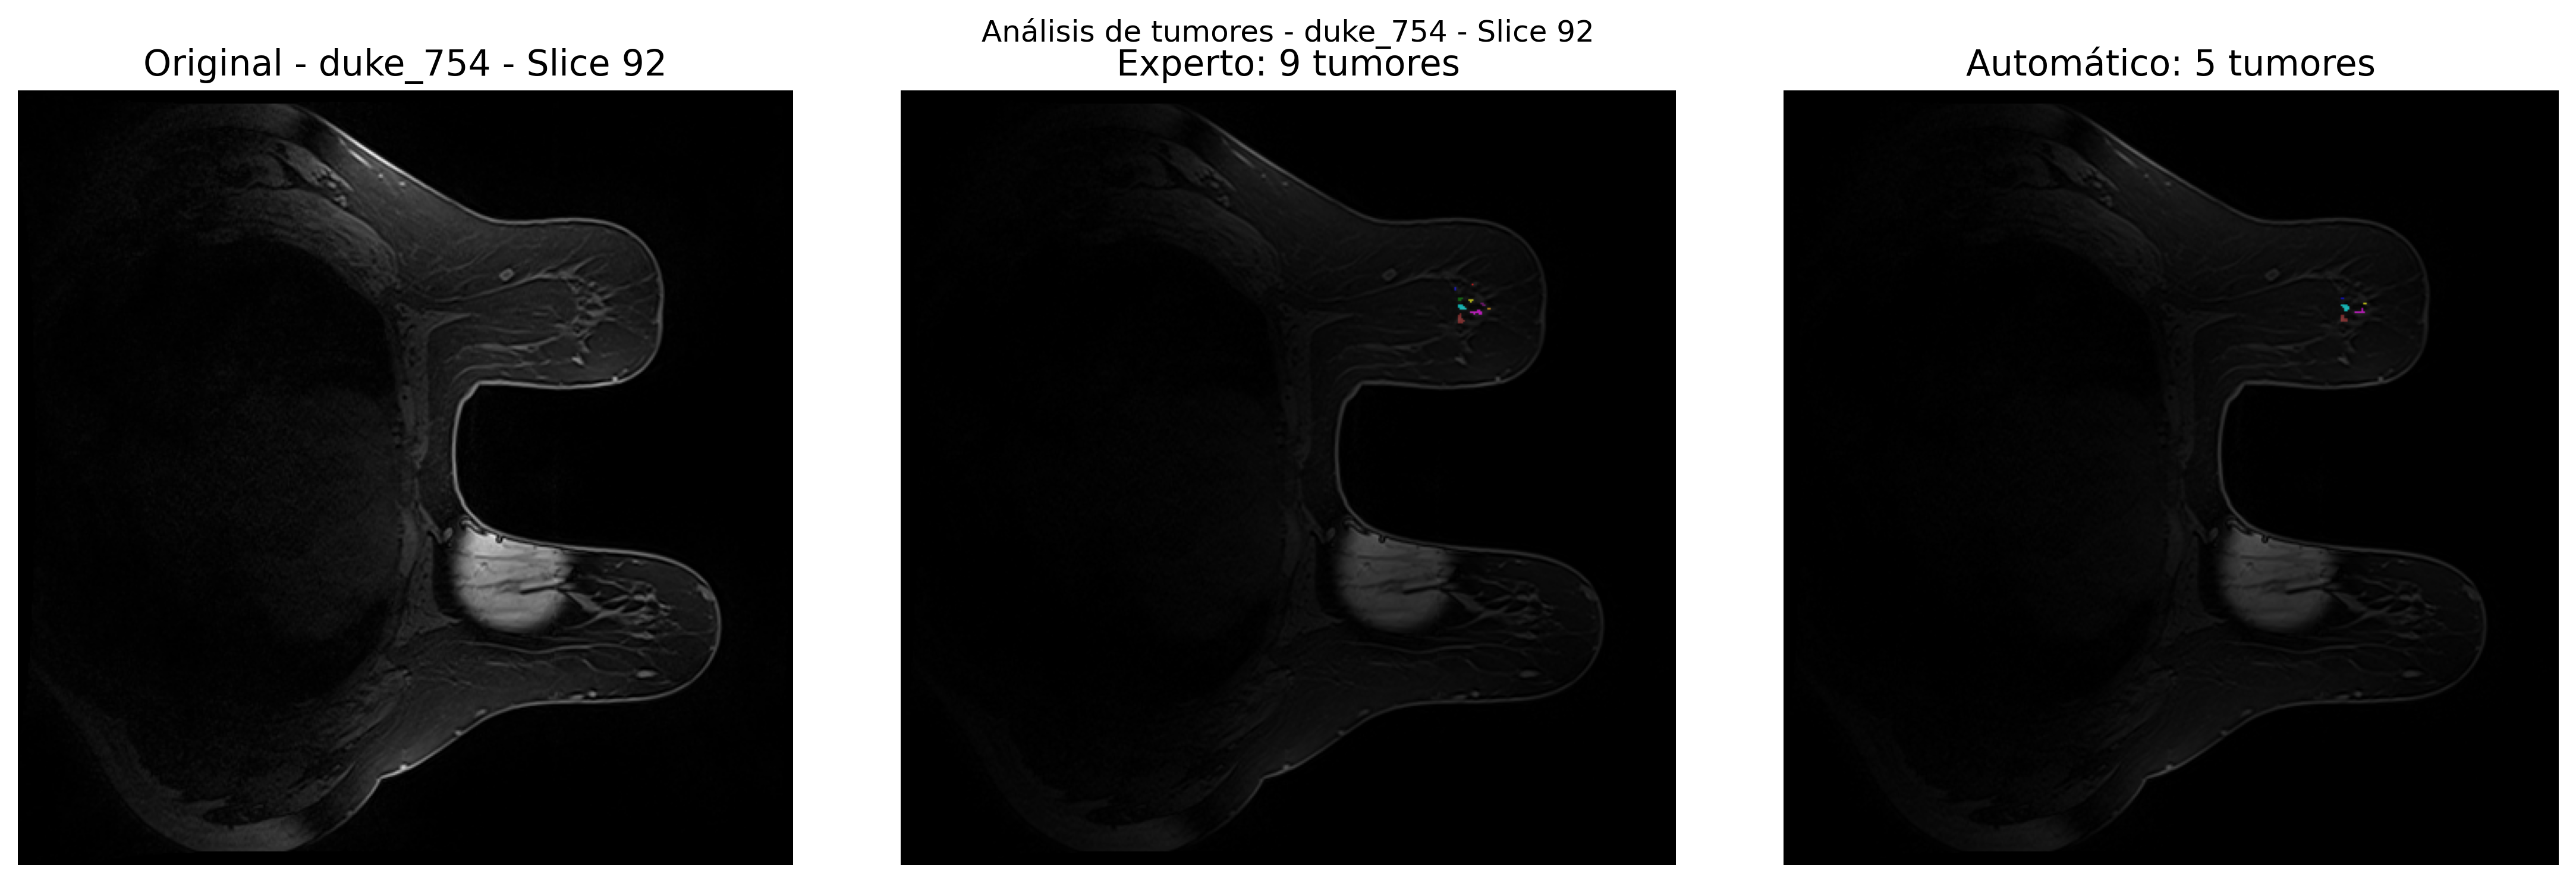 Análisis de tumores - duke_754 - Slice 92
Original - duke_754 - Slice 92
Experto: 9 tumores
Automático: 5 tumores